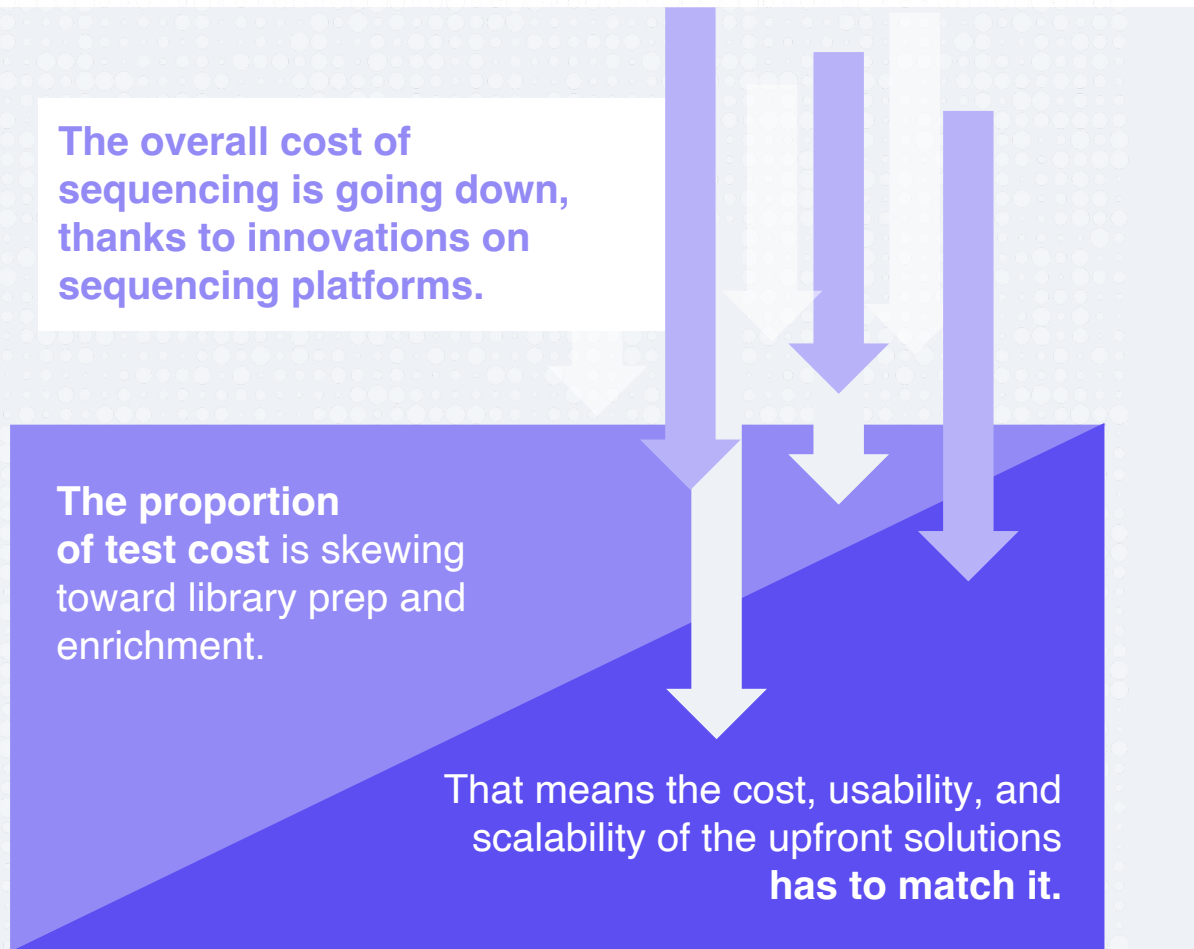 The overall cost of
sequencing is going down,
thanks to innovations on
sequencing platforms.
The proportion
of test cost is skewing
toward library prep and
enrichment.
That means the cost, usability, and
scalability of the upfront solutions
has to match it.